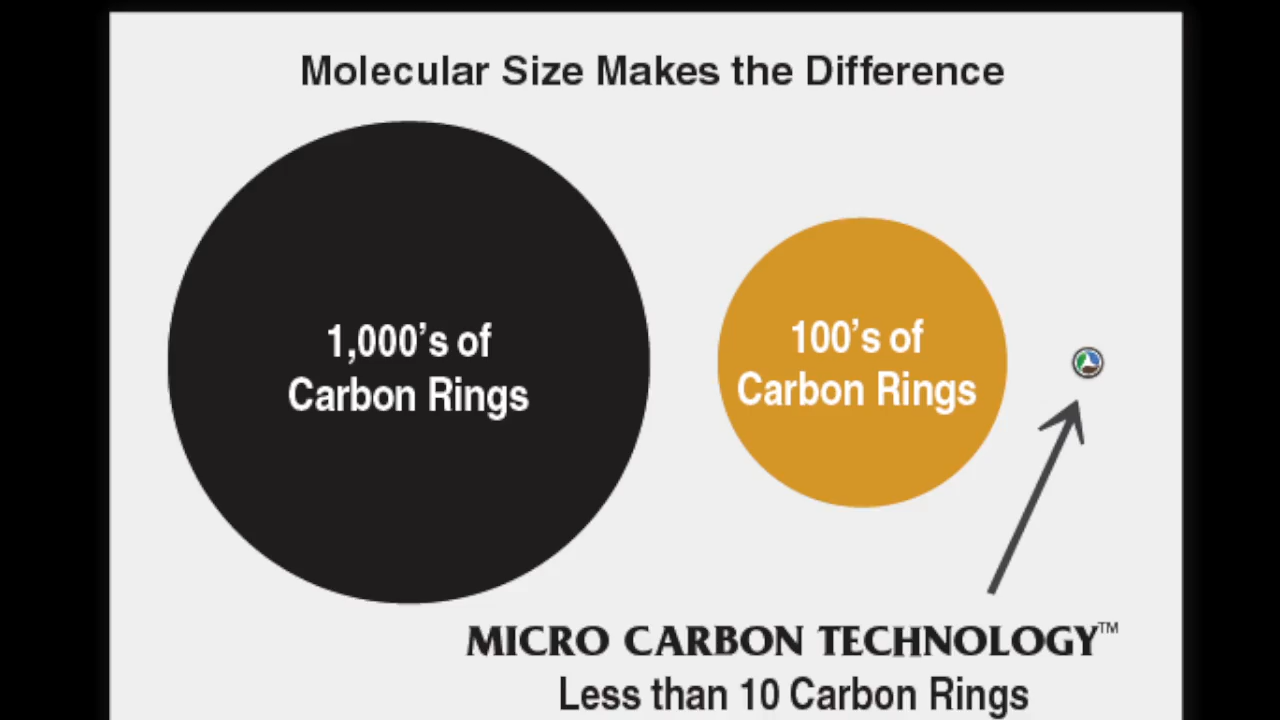 Molecular Size Makes the Difference
1,000’s of
Carbon Rings
100’s of
Carbon Rings
MICRO CARBON TECHNOLOGY™
Less than 10 Carbon Rings